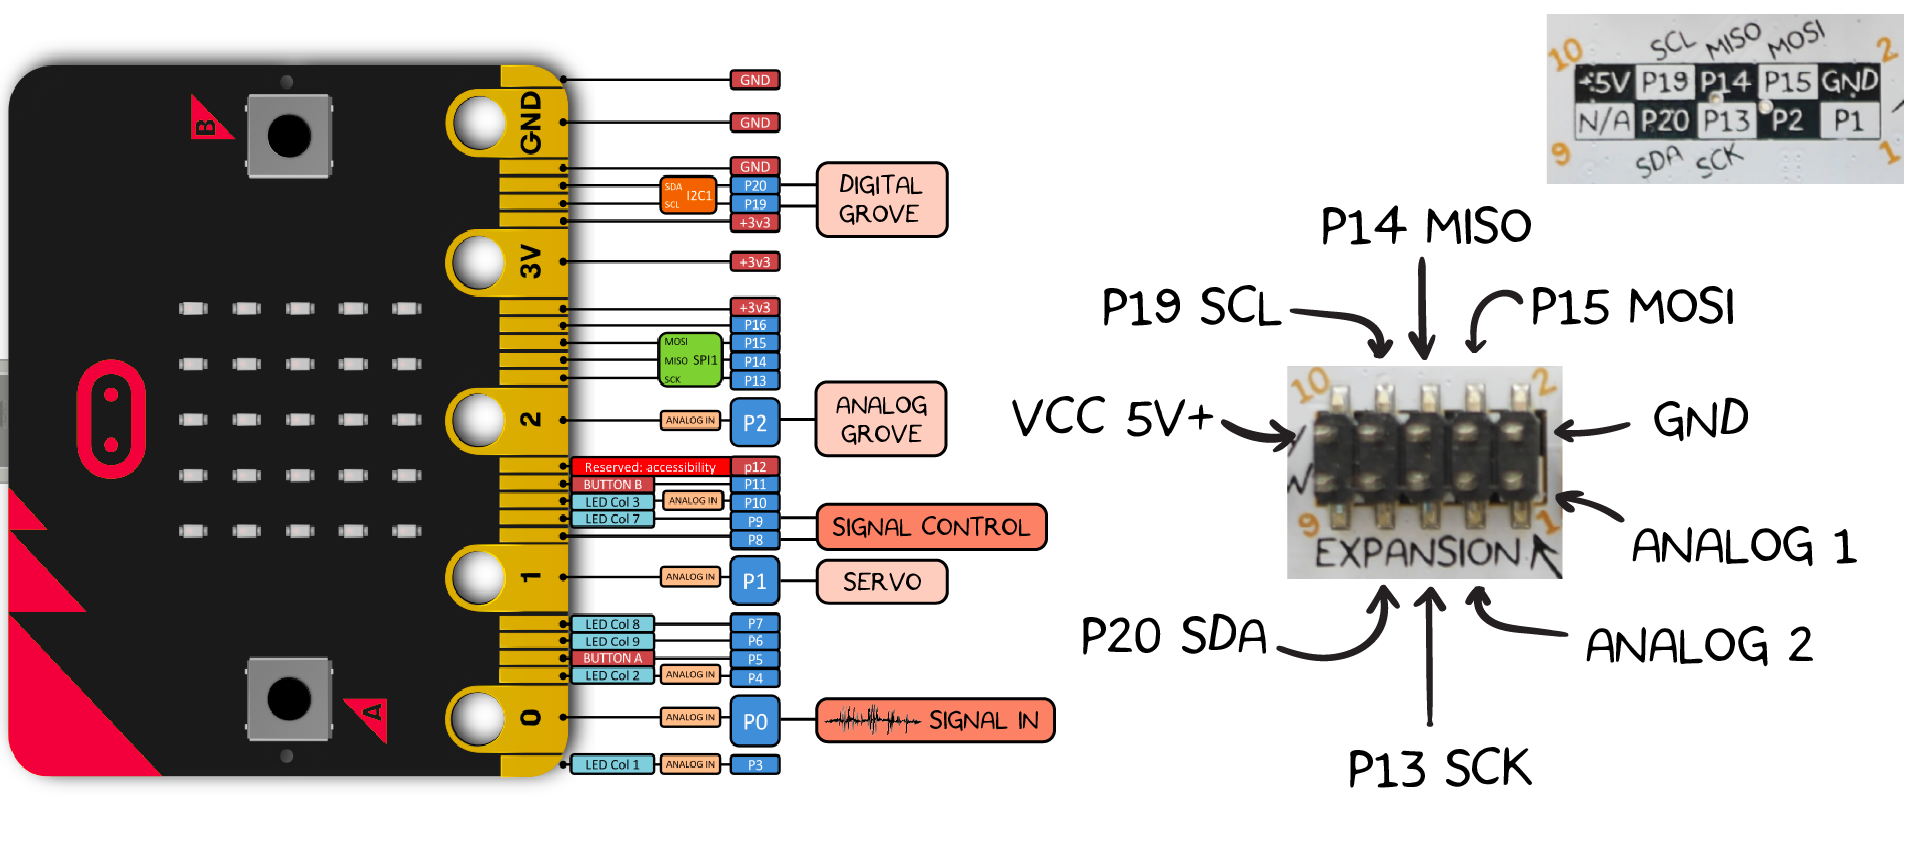 B
A
GND
3V
2
1
0
GND
GND
GND
SDA
SCL
I2C1
P20
P19
+3v3
DIGITAL
GROVE
+3v3
+3v3
P16
MOSI
MISO SPI1
SCK
P15
P14
P13
ANALOG IN
P2
ANALOG
GROVE
Reserved: accessibility
p12
BUTTON B
P11
LED Col 3
ANALOG IN
P10
LED Col 7
P9
P8
SIGNAL CONTROL
ANALOG IN
P1
SERVO
LED Col 8
P7
LED Col 9
P6
BUTTON A
P5
LED Col 2
ANALOG IN
P4
ANALOG IN
P0
SIGNAL IN
LED Col 1
ANALOG IN
P3
10 SCL MISO MOSI 2
+5V P19 P14 P15 GND
N/A P20 P13 P2 P1
9 SDA SCK 1
P14 MISO
P19 SCL
P15 MOSI
VCC 5V+
GND
10 2
9 1
EXPANSION
ANALOG 1
P20 SDA
ANALOG 2
P13 SCK